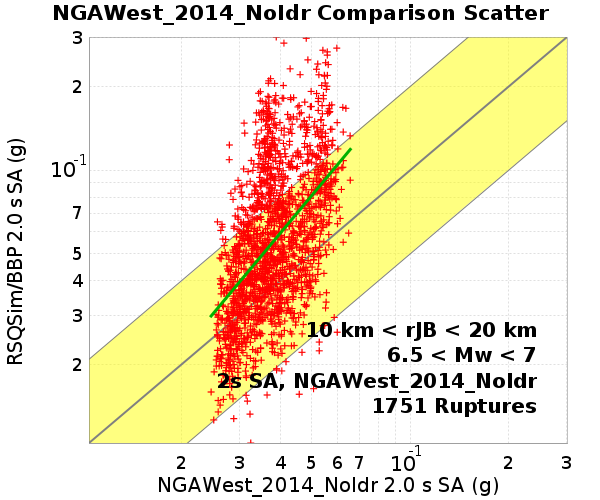 NGAWest_2014_NoIdr Comparison Scatter
RSQSim/BBP 2.0 s SA (g)
3
2
10-1
7
5
4
3
2
10 km < rJB < 20 km
6.5 < Mw < 7
2s SA, NGAWest_2014_NoIdr
1751 Ruptures
2 3 4 5 6 7 10-1 2 3
NGAWest_2014_NoIdr 2.0 s SA (g)